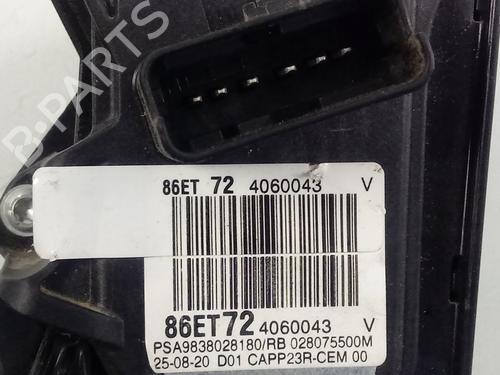 B-PARTS
86ET 72 4060043 V
86ET72 4060043 V
PSA9838028180/RB 028075500M
25-08-20 D01 CAPP23R-CEM 00